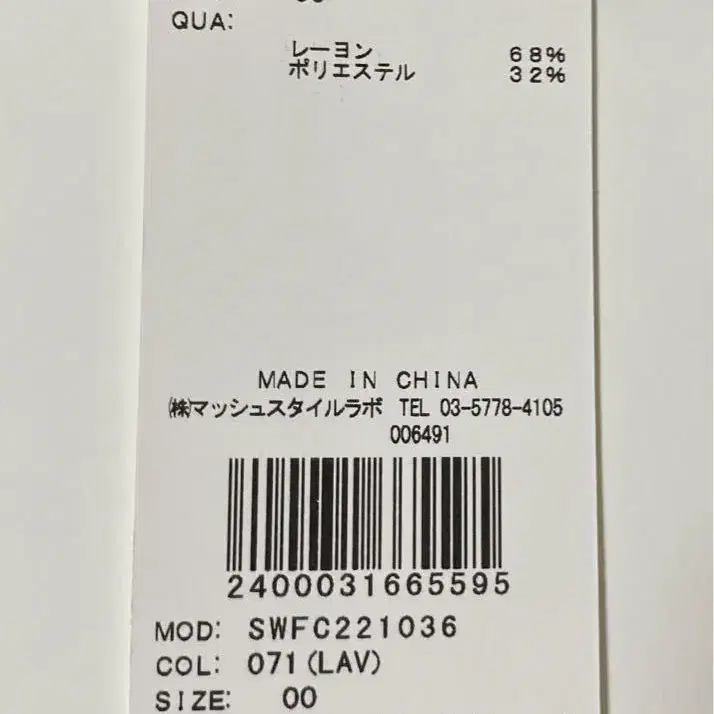 QUA:
レーヨン 68%
ポリエステル 32%
MADE IN CHINA
㈱マッシュスタイルラボ TEL 03-5778-4105
006491
2400031665595
MOD: SWFC221036
COL: 071(LAV)
SIZE: 00